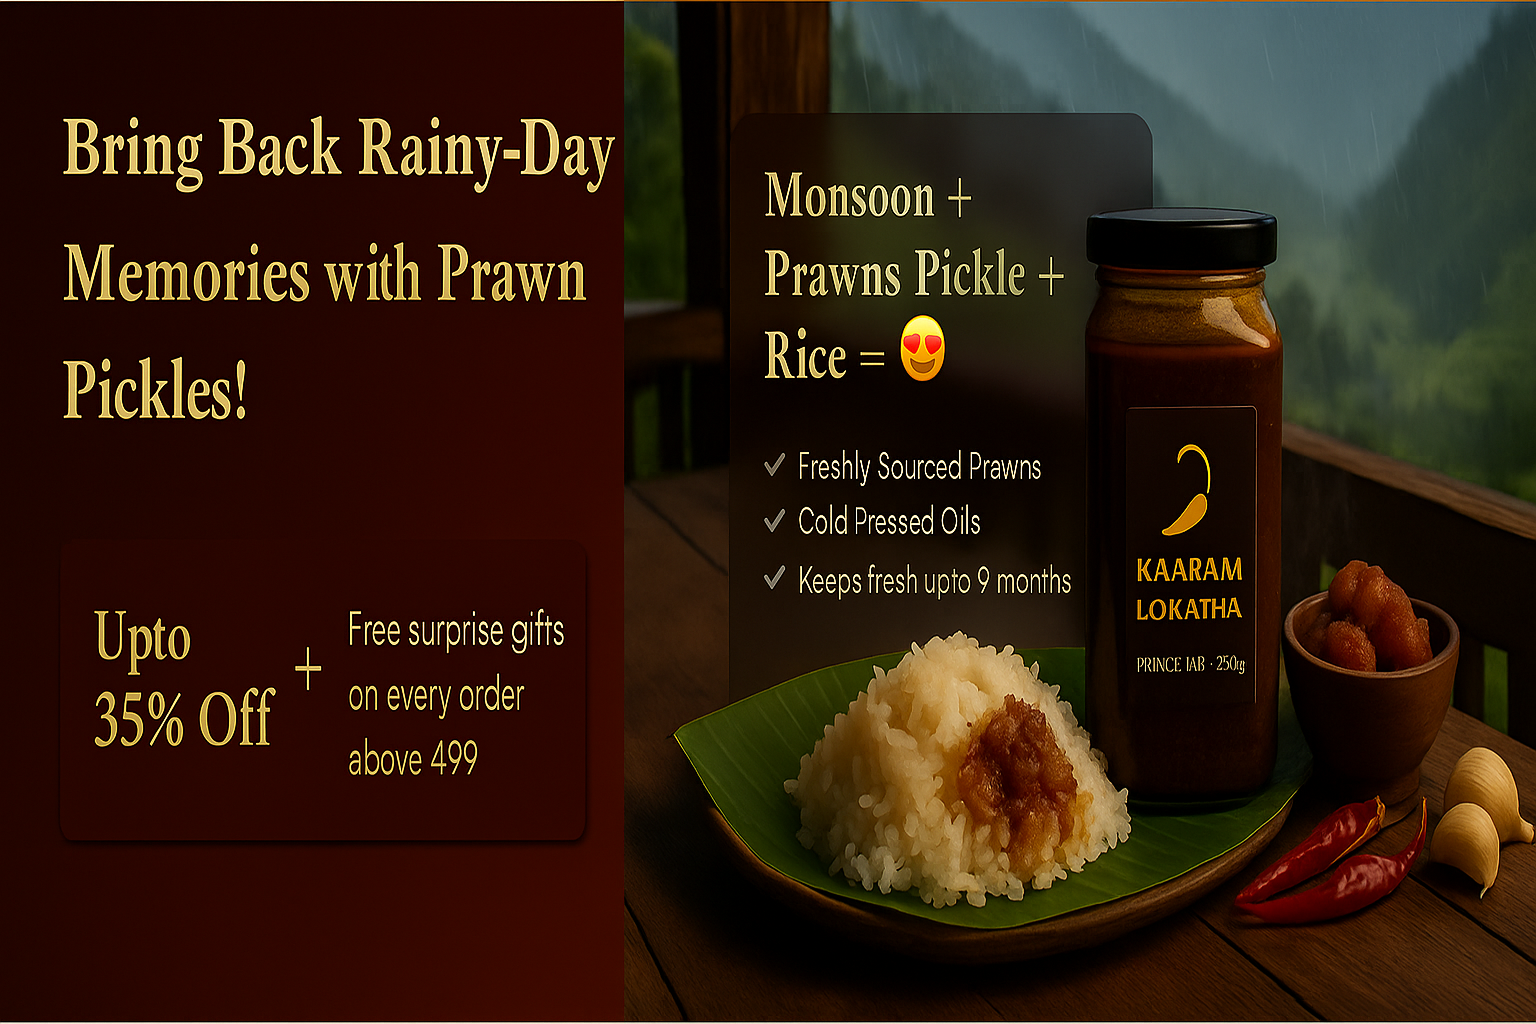 Bring Back Rainy-Day
Memories with Prawn
Pickles!
Upto
35% Off
+
Free surprise gifts
on every order
above 499
Monsoon +
Prawns Pickle +
Rice = 😍
✓ Freshly Sourced Prawns
✓ Cold Pressed Oils
✓ Keeps fresh upto 9 months
KAARAM
LOKATHA
PRINCE